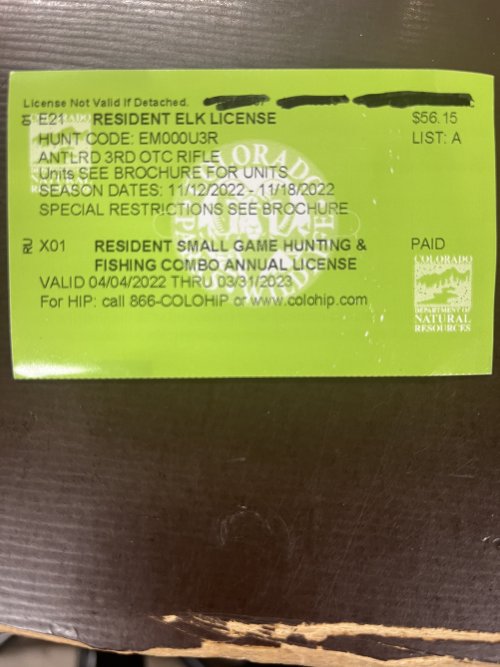 License Not Valid If Detached.
01 E21 RESIDENT ELK LICENSE $56.15
HUNT CODE: EM000U3R LIST: A
ANTLRD 3RD OTC RIFLE
Units SEE BROCHURE FOR UNITS
SEASON DATES: 11/12/2022 - 11/18/2022
SPECIAL RESTRICTIONS SEE BROCHURE
RU X01 RESIDENT SMALL GAME HUNTING & PAID
FISHING COMBO ANNUAL LICENSE
VALID 04/04/2022 THRU 03/31/2023
For HIP: call 866-COLOHIP or www.colohip.com
COLORADO
DEPARTMENT OF
NATURAL
RESOURCES
COLORADO